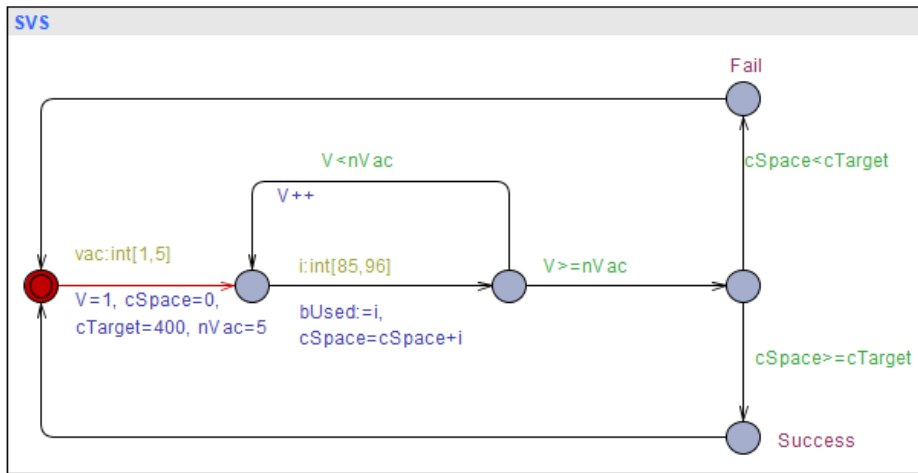 SVS
Fail
V<nVac
cSpace<cTarget
V++
vac:int[1,5]
i:int[85,96]
V>=nVac
V=1, cSpace=0,
cTarget=400, nVac=5
bUsed:=i,
cSpace=cSpace+i
cSpace>=cTarget
Success